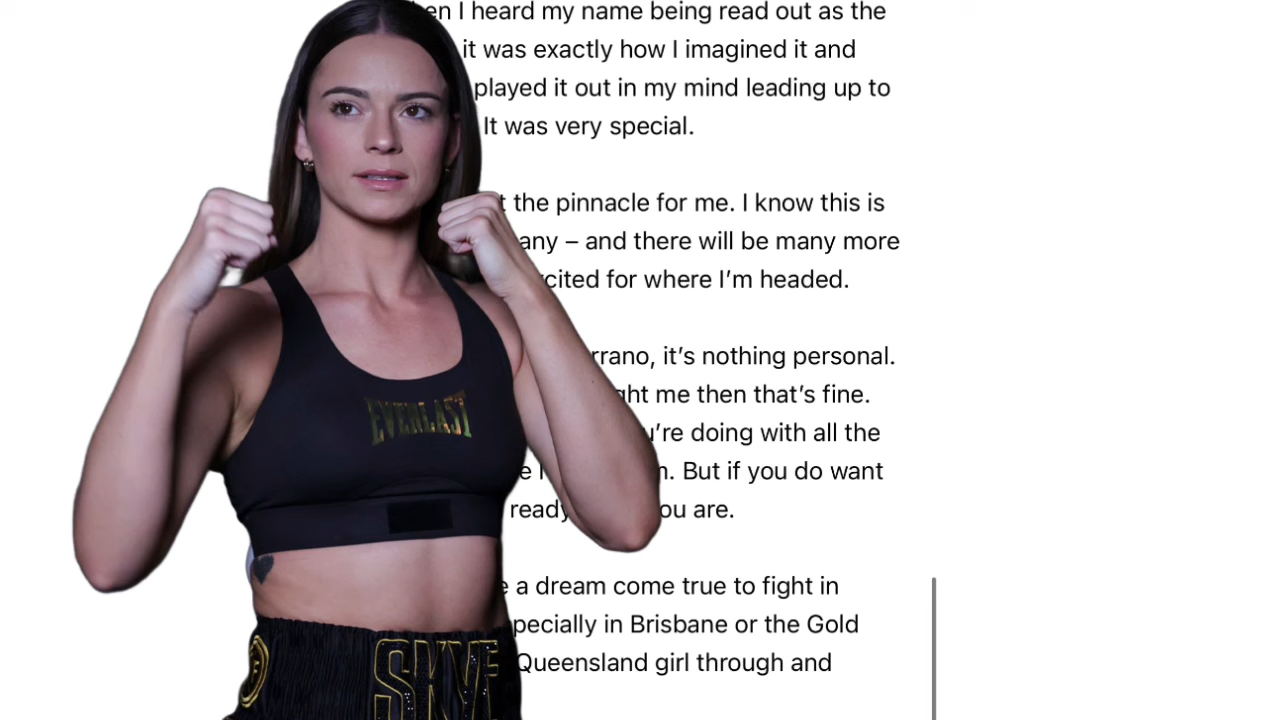 en I heard my name being read out as the
it was exactly how I imagined it and
played it out in my mind leading up to
It was very special.
t the pinnacle for me. I know this is
any – and there will be many more
cited for where I'm headed.
rrano, it's nothing personal.
ght me then that's fine.
u're doing with all the
e I
. But if you do want
ready
ou are.
e a dream come true to fight in
pecially in Brisbane or the Gold
Queensland girl through and
EVERLAST
SKYE